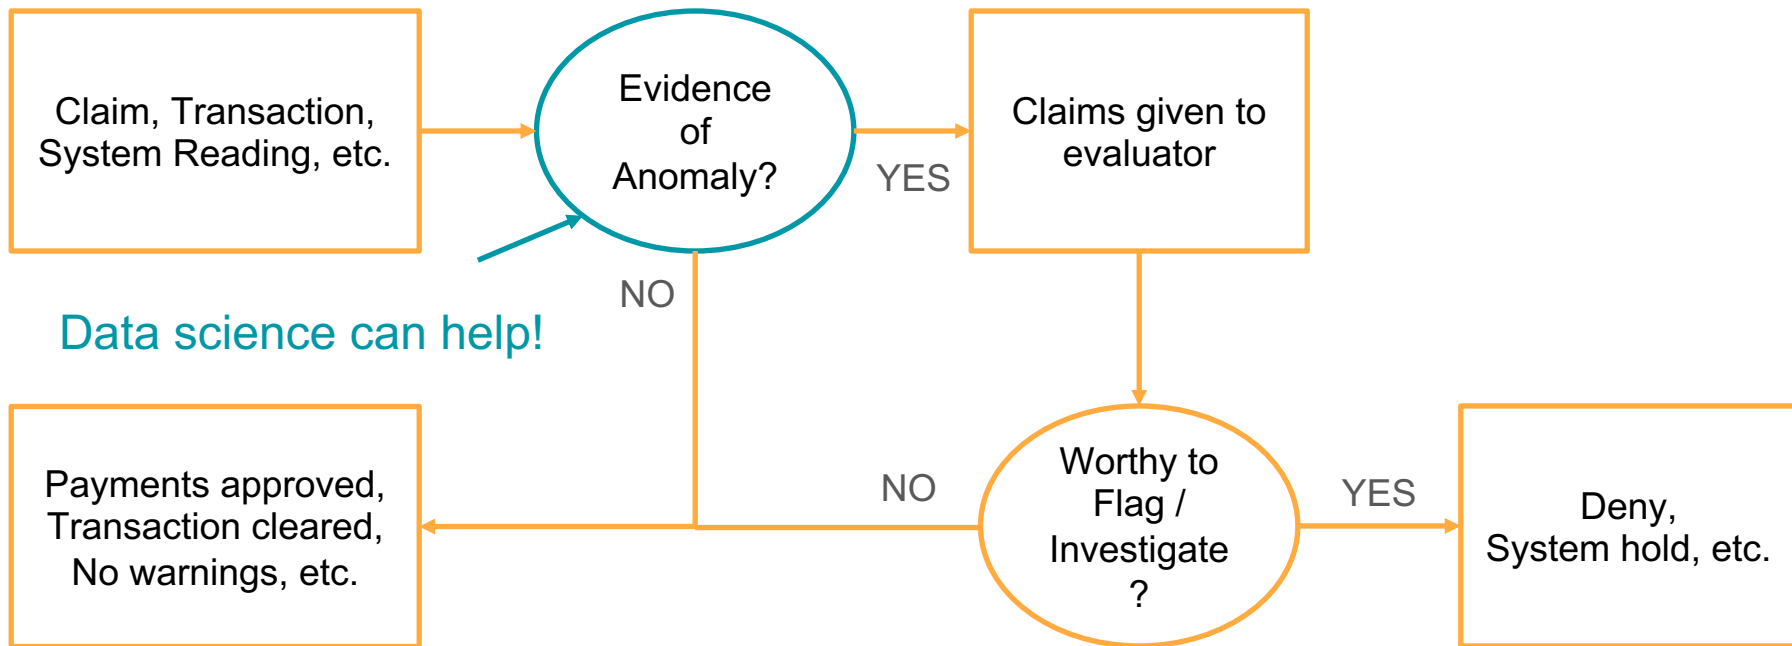 Claim, Transaction,
System Reading, etc.
Evidence
of
Anomaly?
YES
Claims given to
evaluator
NO
Data science can help!
Payments approved,
Transaction cleared,
No warnings, etc.
NO
Worthy to
Flag /
Investigate
?
YES
Deny,
System hold, etc.